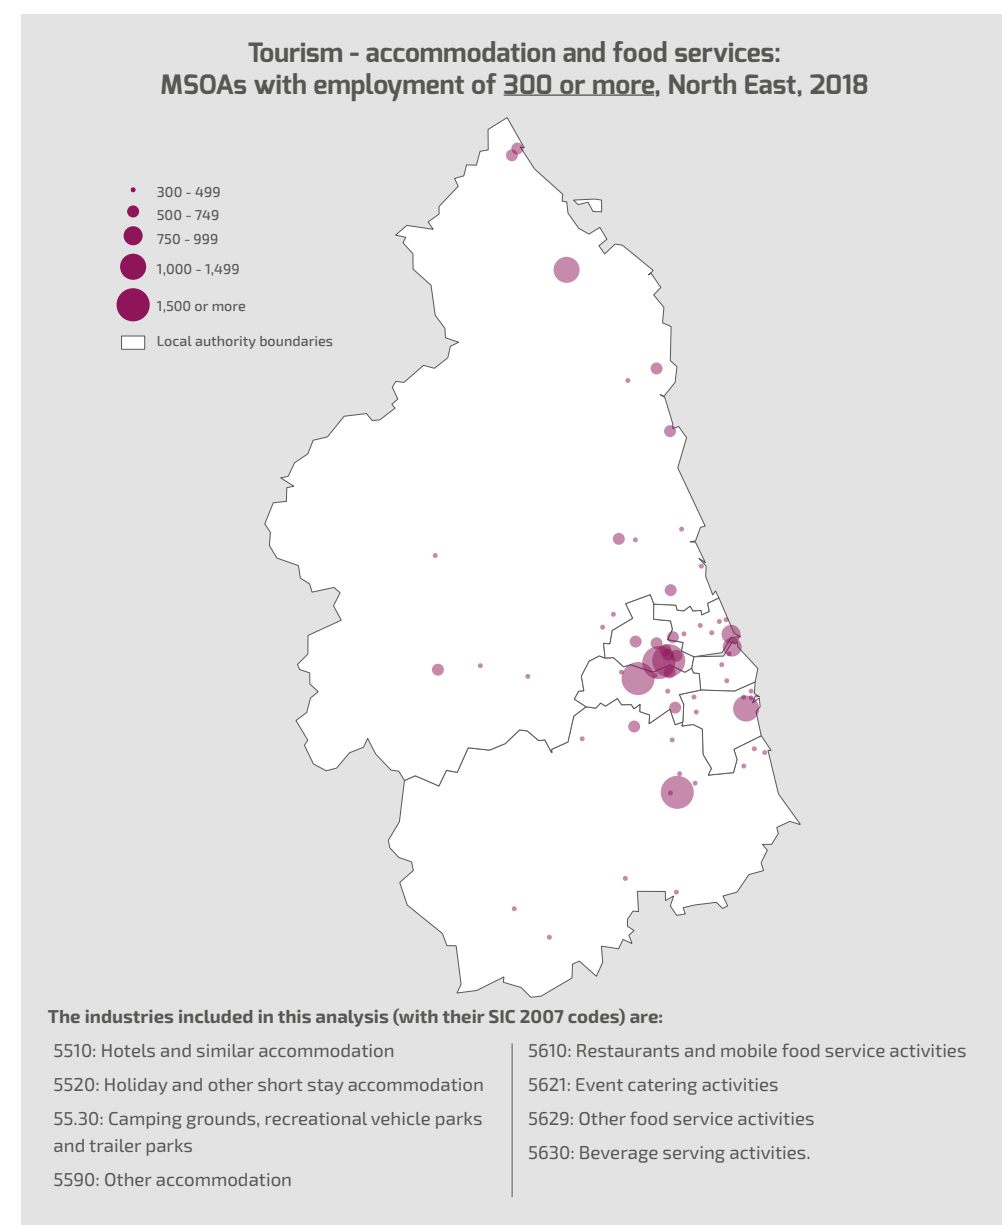 Tourism - accommodation and food services:
MSOAs with employment of 300 or more, North East, 2018
300 - 499
500 - 749
750 - 999
1,000 - 1,499
1,500 or more
Local authority boundaries
The industries included in this analysis (with their SIC 2007 codes) are:
5510: Hotels and similar accommodation
5520: Holiday and other short stay accommodation
55.30: Camping grounds, recreational vehicle parks
and trailer parks
5590: Other accommodation
5610: Restaurants and mobile food service activities
5621: Event catering activities
5629: Other food service activities
5630: Beverage serving activities.